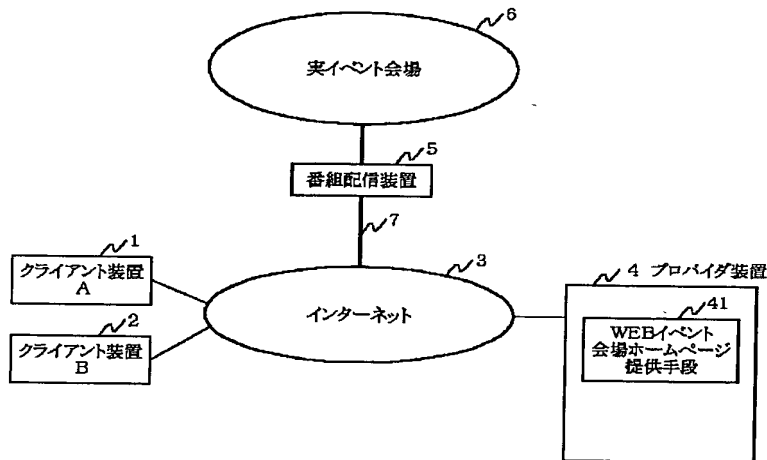 6
実イベント会場
5
番組配信装置
7
1
クライアント装置
A
3
インターネット
2
クライアント装置
B
4 プロバイダ装置
41
WEBイベント
会場ホームページ
提供手段